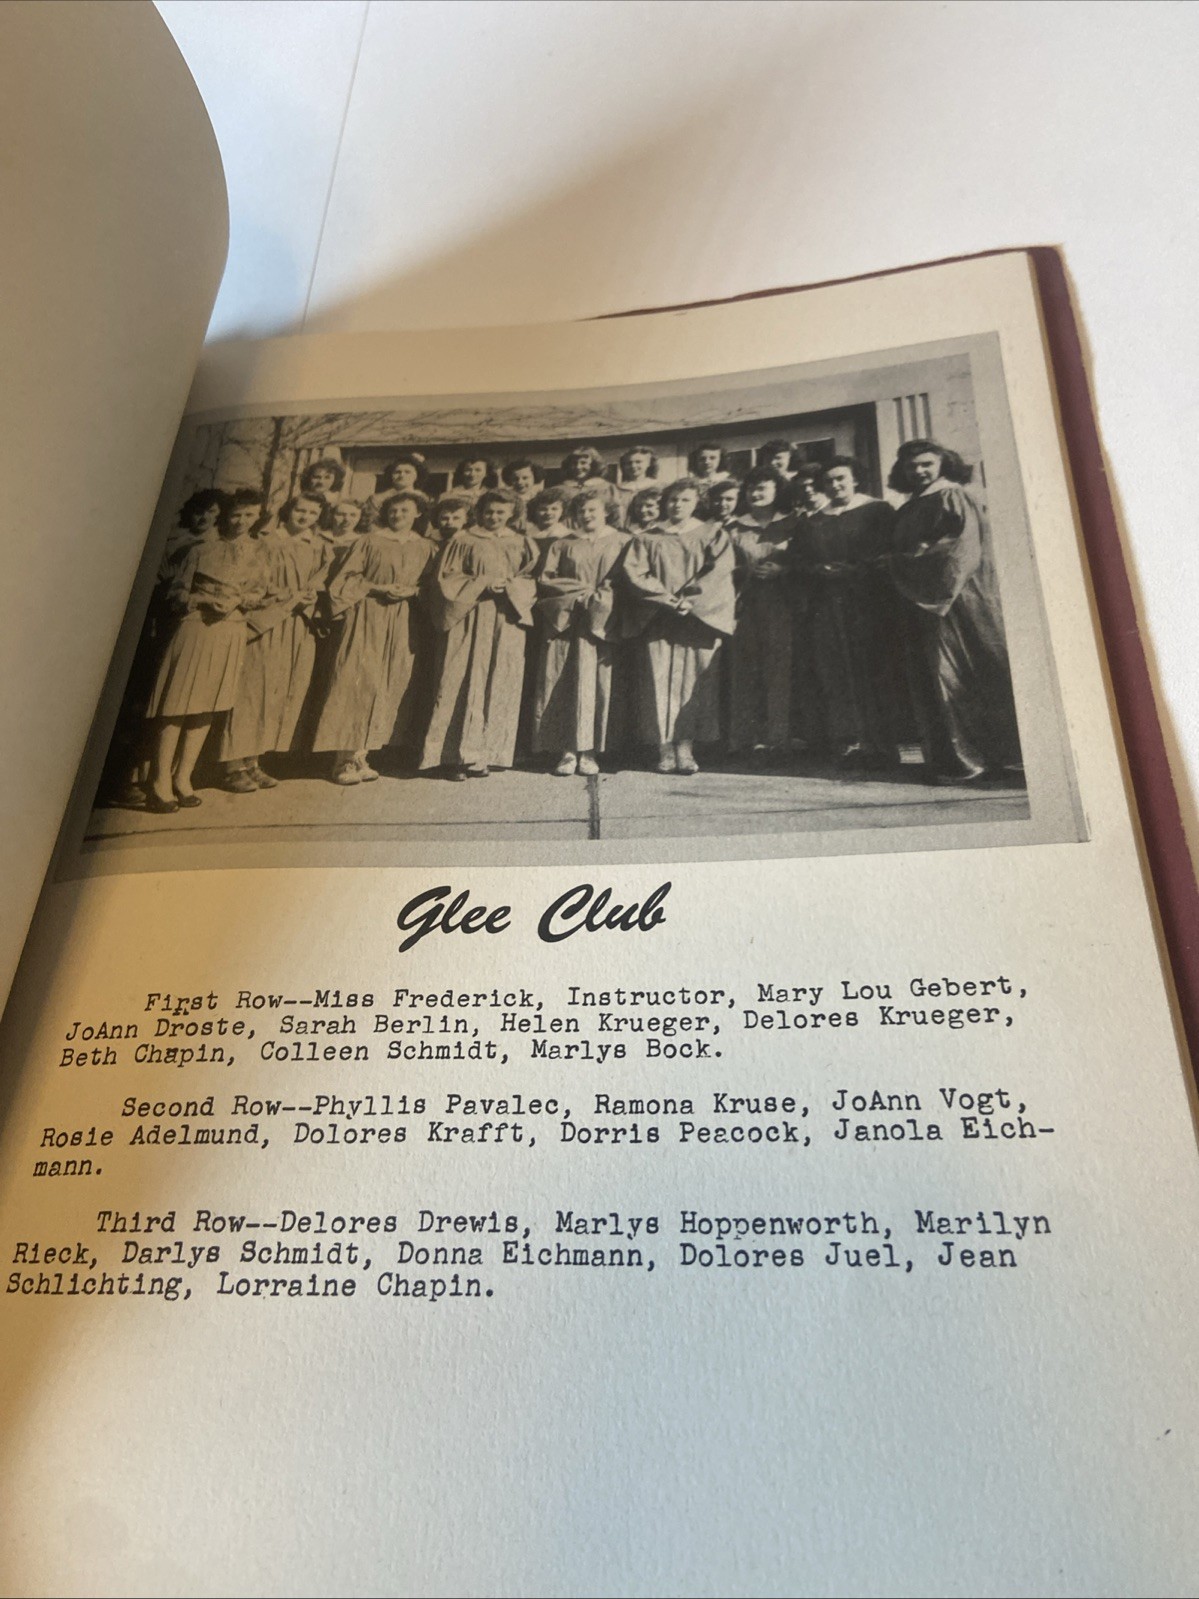 Glee Club
First Row--Miss Frederick, Instructor, Mary Lou Gebert,
JoAnn Droste, Sarah Berlin, Helen Krueger, Delores Krueger,
Beth Chapin, Colleen Schmidt, Marlys Bock.
Second Row--Phyllis Pavalec, Ramona Kruse, JoAnn Vogt,
Rosie Adelmund, Dolores Krafft, Dorris Peacock, Janola Eich-
mann.
Third Row--Delores Drewis, Marlys Hoppenworth, Marilyn
Rieck, Darlys Schmidt, Donna Eichmann, Dolores Juel, Jean
Schlichting, Lorraine Chapin.